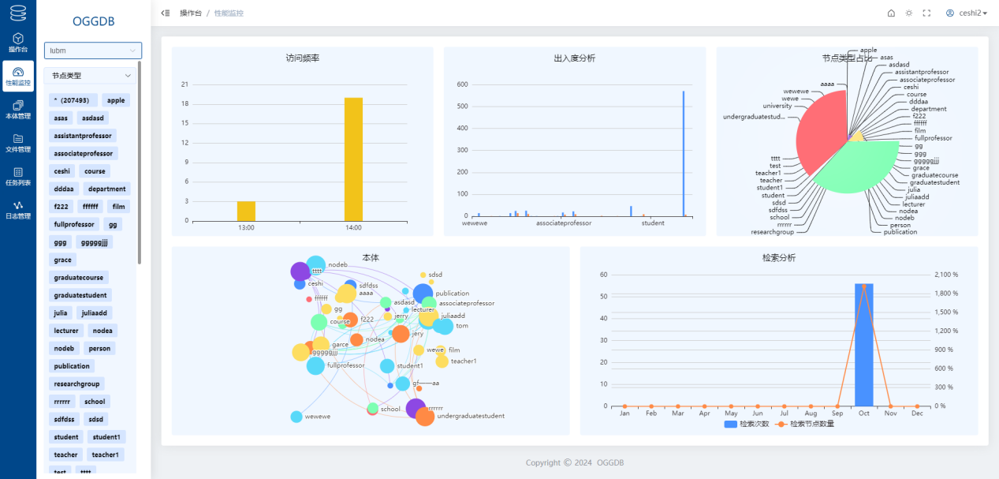 OGGDB
操作台 / 性能监控
ceshi2
操作台
性能监控
本体管理
文件管理
任务列表
日志管理
lubm
节点类型
* (207493) apple
asas asdasd
assistantprofessor
associateprofessor
ceshi course
dddaa department
f222 ffffff film
fullprofessor gg
ggg gggggjjj
grace
graduatecourse
graduatestudent
julia juliaadd
lecturer nodea
nodeb person
publication
researchgroup
rrrrrr school
sdfdss sdsd
student student1
teacher teacher1
test tttt
访问频率
21
18
15
12
9
6
3
0
13:00 14:00
出入度分析
600
500
400
300
200
100
0
wewewe associateprofessor student
节点类型占比
apple
asas
asdasd
assistantprofessor
associateprofessor
ceshi
course
dddaa
department
f222
ffffff
film
fullprofessor
gg
ggg
gggggjjj
grace
graduatecourse
graduatestudent
julia
juliaadd
lecturer
nodea
nodeb
person
publication
aaaa
wewewe
wewe
university
undergraduatestud...
tttt
test
teacher1
teacher
student1
student
sdsd
sdfdss
school
rrrrrr
researchgroup
本体
nodeb
tttt
ceshi
sdsd
sdfdss
aaaa
publication
ffffff
asdasd
associateprofessor
gg
lecturer
jerry
juliaadd
course
f222
tom
jery
nodea
garce
gggggjjj
wewe
film
teacher1
fullprofessor
student1
gf——aa
school
rrrrrr
wewewe
undergraduatestudent
检索分析
60
50
40
30
20
10
0
2,100 %
1,800 %
1,500 %
1,200 %
900 %
600 %
300 %
0 %
Jan Feb Mar Apr May Jun Jul Aug Sep Oct Nov Dec
检索次数 检索节点数量
Copyright © 2024 OGGDB